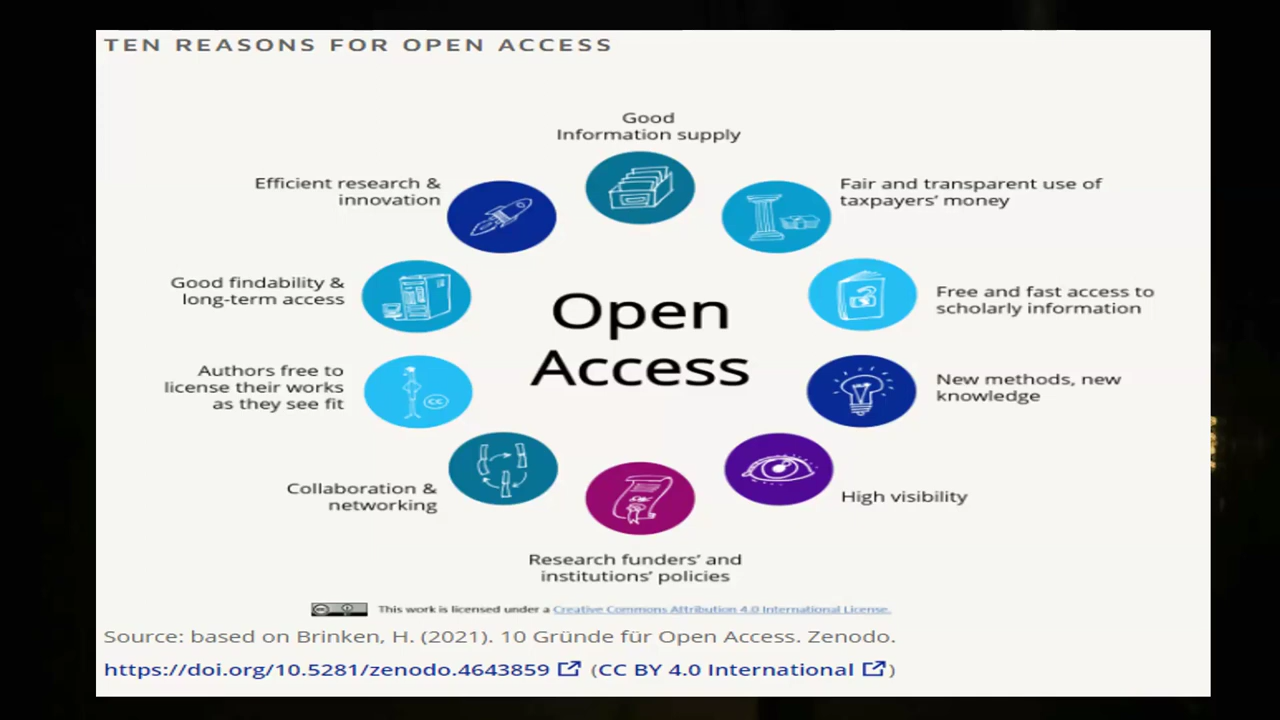 TEN REASONS FOR OPEN ACCESS
Good
Information supply
Efficient research &
innovation
Fair and transparent use of
taxpayers' money
Good findability &
long-term access
Free and fast access to
scholarly information
Open
Access
Authors free to
license their works
as they see fit
CC
New methods, new
knowledge
Collaboration &
networking
High visibility
Research funders' and
institutions' policies
This work is licensed under a Creative Commons Attribution 4.0 International License.
Source: based on Brinken, H. (2021). 10 Gründe für Open Access. Zenodo.
https://doi.org/10.5281/zenodo.4643859 (CC BY 4.0 International )